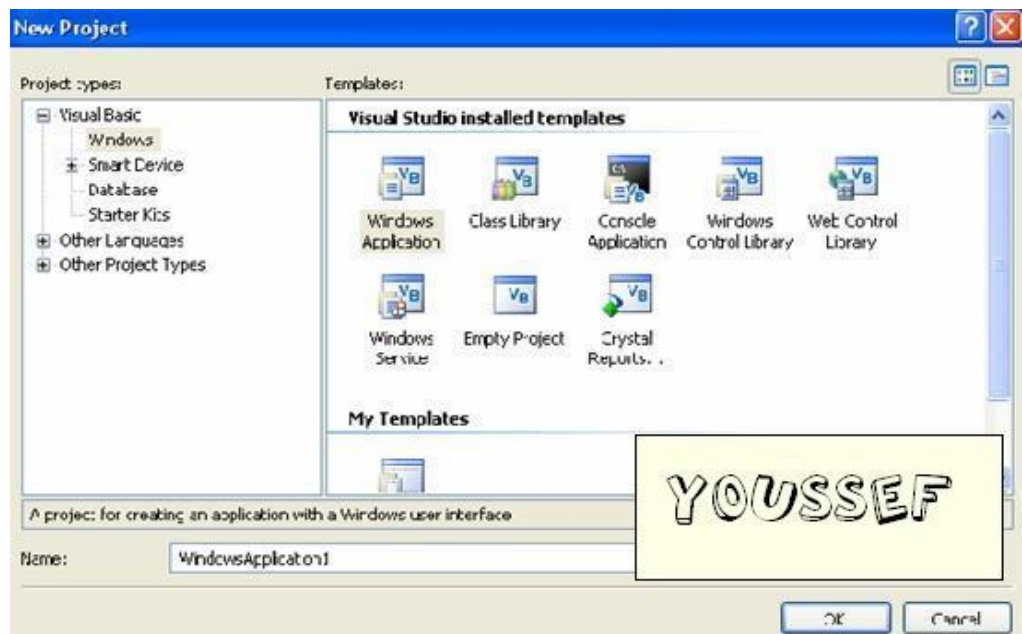 New Project
Project types:
Templates:
Visual Basic
Windows
Smart Device
Database
Starter Kits
Other Languages
Other Project Types
Visual Studio installed templates
Windows Application
Class Library
Console Application
Windows Control Library
Web Control Library
Windows Service
Empty Project
Crystal Reports...
My Templates
A project for creating an application with a Windows user interface
Name:
WindowsApplication1
YOUSSEF
OK
Cancel